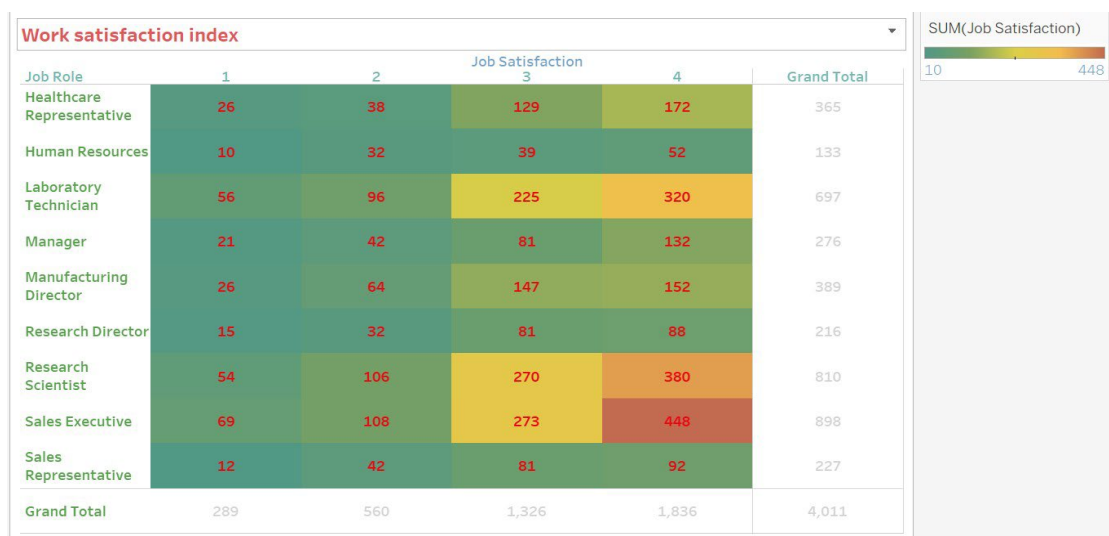 Work satisfaction index
SUM(Job Satisfaction)
10 448
Job Satisfaction
Job Role 1 2 3 4 Grand Total
Healthcare
Representative 26 38 129 172 365
Human Resources 10 32 39 52 133
Laboratory
Technician 56 96 225 320 697
Manager 21 42 81 132 276
Manufacturing
Director 26 64 147 152 389
Research Director 15 32 81 88 216
Research
Scientist 54 106 270 380 810
Sales Executive 69 108 273 448 898
Sales
Representative 12 42 81 92 227
Grand Total 289 560 1,326 1,836 4,011